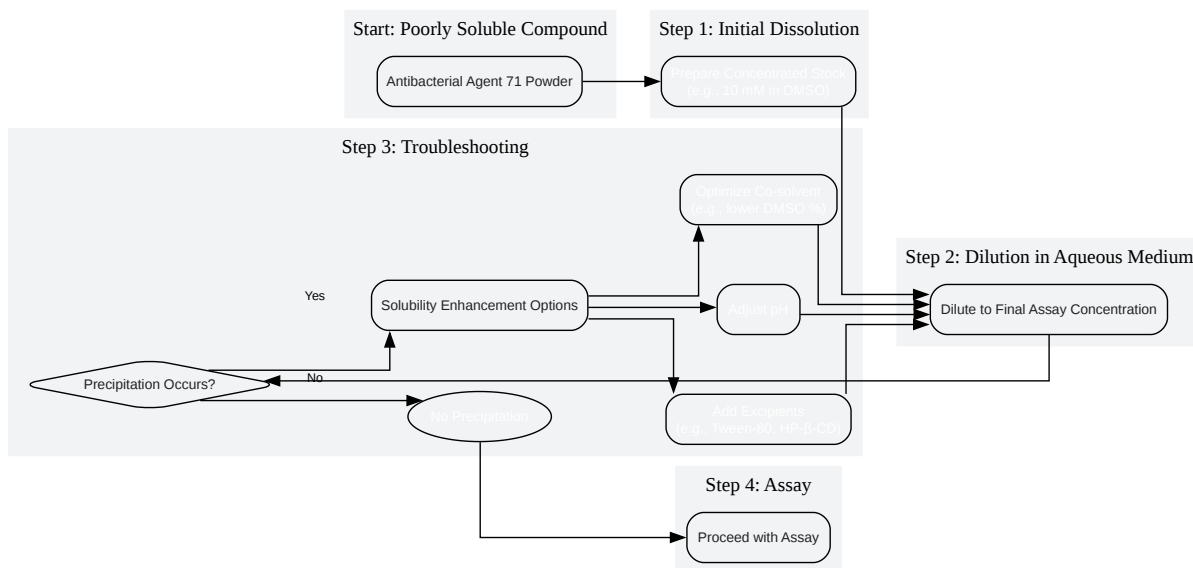 Start: Poorly Soluble Compound
Antibacterial Agent 71 Powder
Step 1: Initial Dissolution
Prepare Concentrated Stock
(e.g., 10 mM in DMSO)
Step 3: Troubleshooting
Optimize Co-solvent
(e.g., lower DMSO %)
Step 2: Dilution in Aqueous Medium
Yes
Solubility Enhancement Options
Adjust pH
Dilute to Final Assay Concentration
Precipitation Occurs?
No
No Precipitation
Add Excipients
(e.g., Tween-80, HP-β-CD)
Step 4: Assay
Proceed with Assay